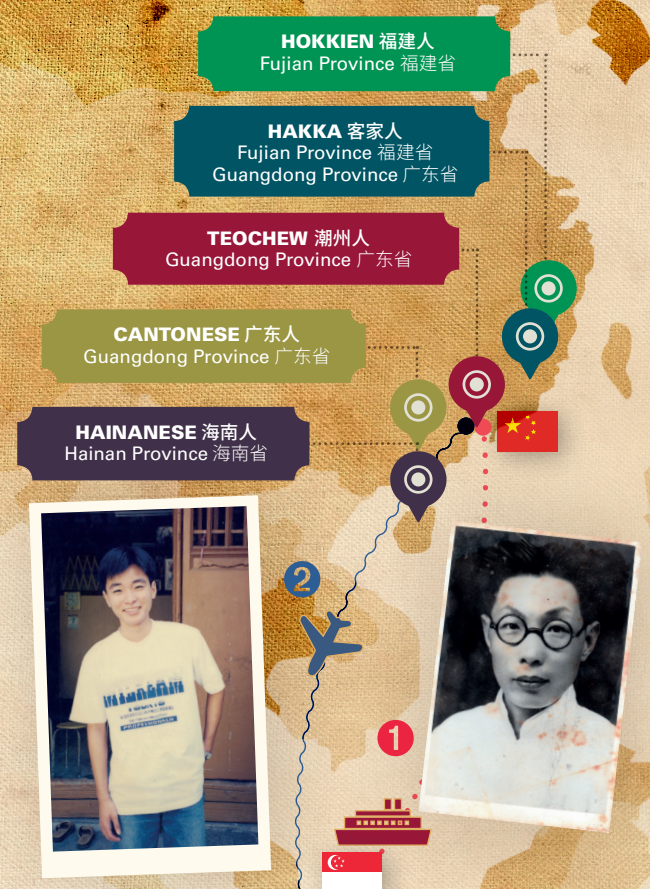 HOKKIEN 福建人
Fujian Province 福建省
HAKKA 客家人
Fujian Province 福建省
Guangdong Province 广东省
TEOCHEW 潮州人
Guangdong Province 广东省
CANTONESE 广东人
Guangdong Province 广东省
HAINANESE 海南人
Hainan Province 海南省
2
1